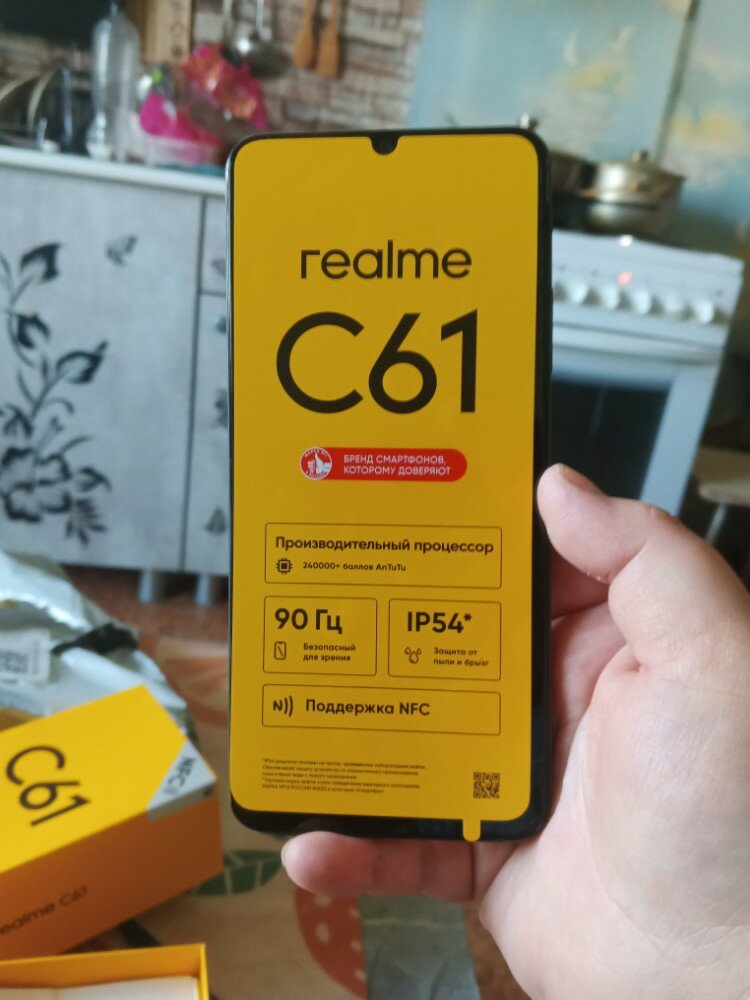 realme
C61
БРЕНД СМАРТФОНОВ,
КОТОРОМУ ДОВЕРЯЮТ
Производительный процессор
240000+ баллов AnTuTu
90 Гц
Безопасный
для зрения
IP54*
Защита от
пыли и брызг
N Поддержка NFC
C61
NFC
realme C61